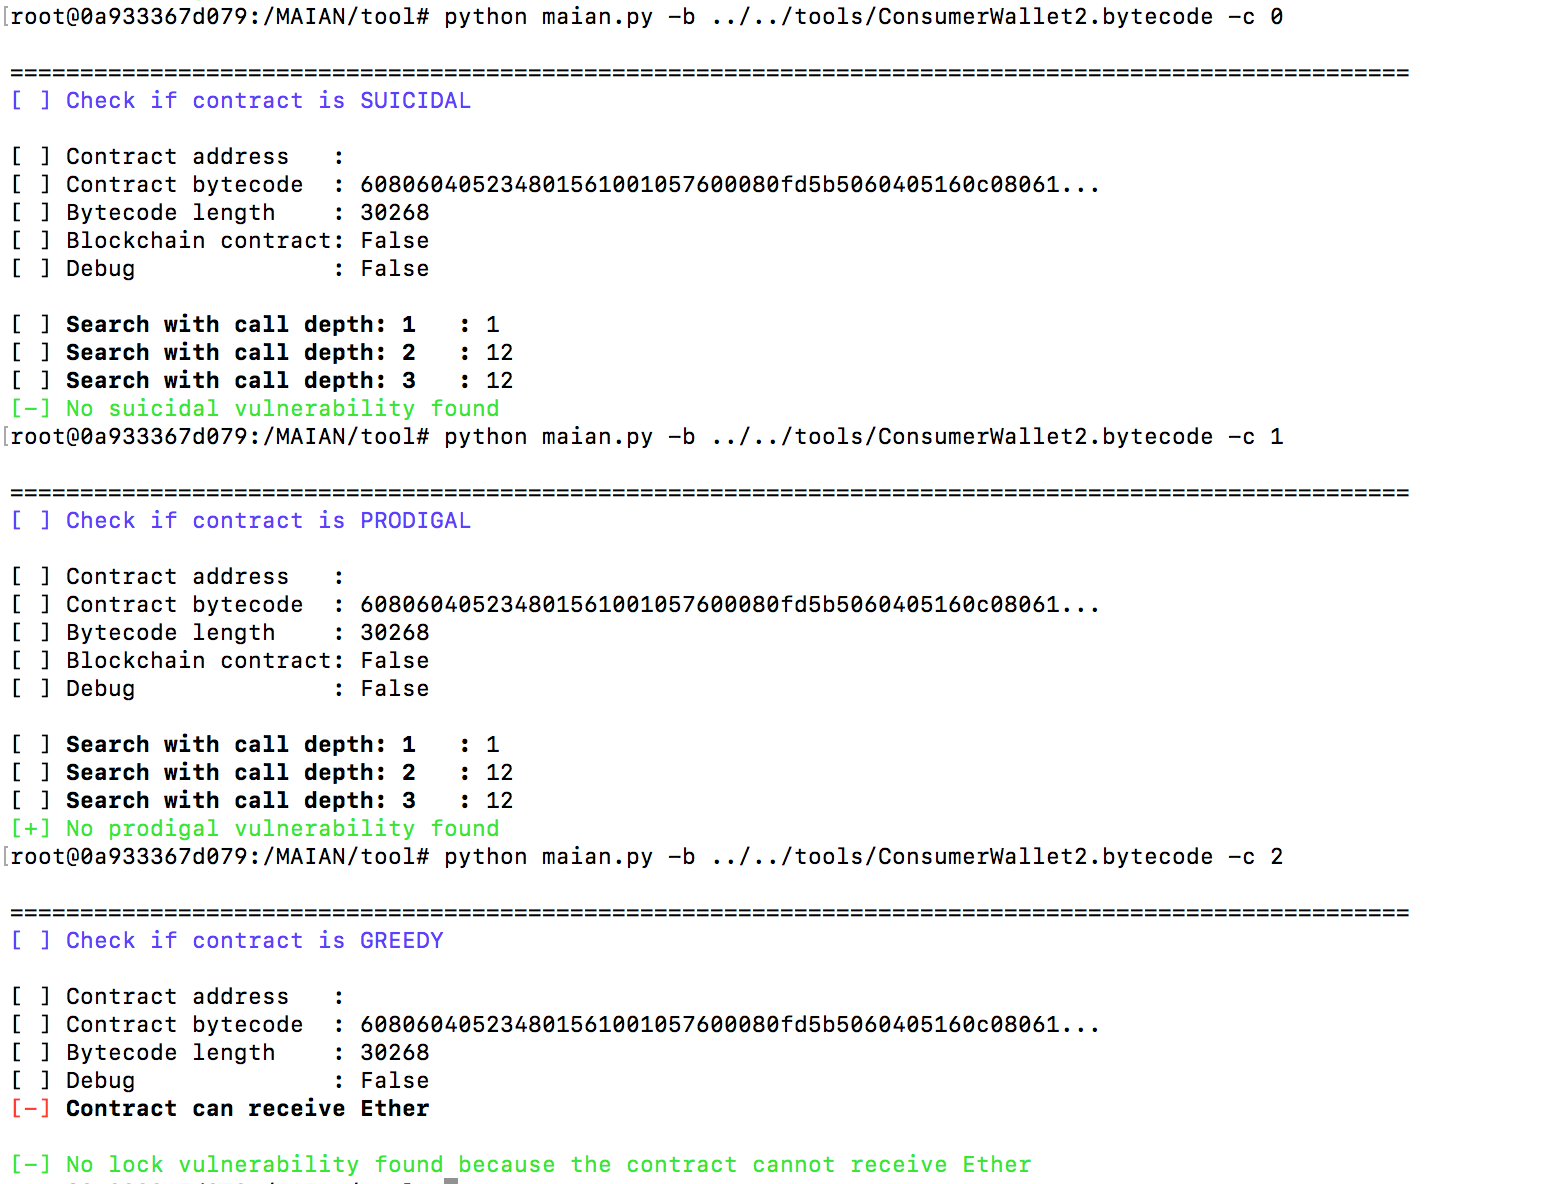 [root@0a933367d079:/MAIAN/tool# python maian.py -b ../../tools/ConsumerWallet2.bytecode -c 0
====================================================================================================
[ ] Check if contract is SUICIDAL
[ ] Contract address   :
[ ] Contract bytecode  : 608060405234801561001057600080fd5b5060405160c08061...
[ ] Bytecode length    : 30268
[ ] Blockchain contract: False
[ ] Debug              : False
[ ] Search with call depth: 1   : 1
[ ] Search with call depth: 2   : 12
[ ] Search with call depth: 3   : 12
[-] No suicidal vulnerability found
[root@0a933367d079:/MAIAN/tool# python maian.py -b ../../tools/ConsumerWallet2.bytecode -c 1
====================================================================================================
[ ] Check if contract is PRODIGAL
[ ] Contract address   :
[ ] Contract bytecode  : 608060405234801561001057600080fd5b5060405160c08061...
[ ] Bytecode length    : 30268
[ ] Blockchain contract: False
[ ] Debug              : False
[ ] Search with call depth: 1   : 1
[ ] Search with call depth: 2   : 12
[ ] Search with call depth: 3   : 12
[+] No prodigal vulnerability found
[root@0a933367d079:/MAIAN/tool# python maian.py -b ../../tools/ConsumerWallet2.bytecode -c 2
====================================================================================================
[ ] Check if contract is GREEDY
[ ] Contract address   :
[ ] Contract bytecode  : 608060405234801561001057600080fd5b5060405160c08061...
[ ] Bytecode length    : 30268
[ ] Debug              : False
[-] Contract can receive Ether
[-] No lock vulnerability found because the contract cannot receive Ether